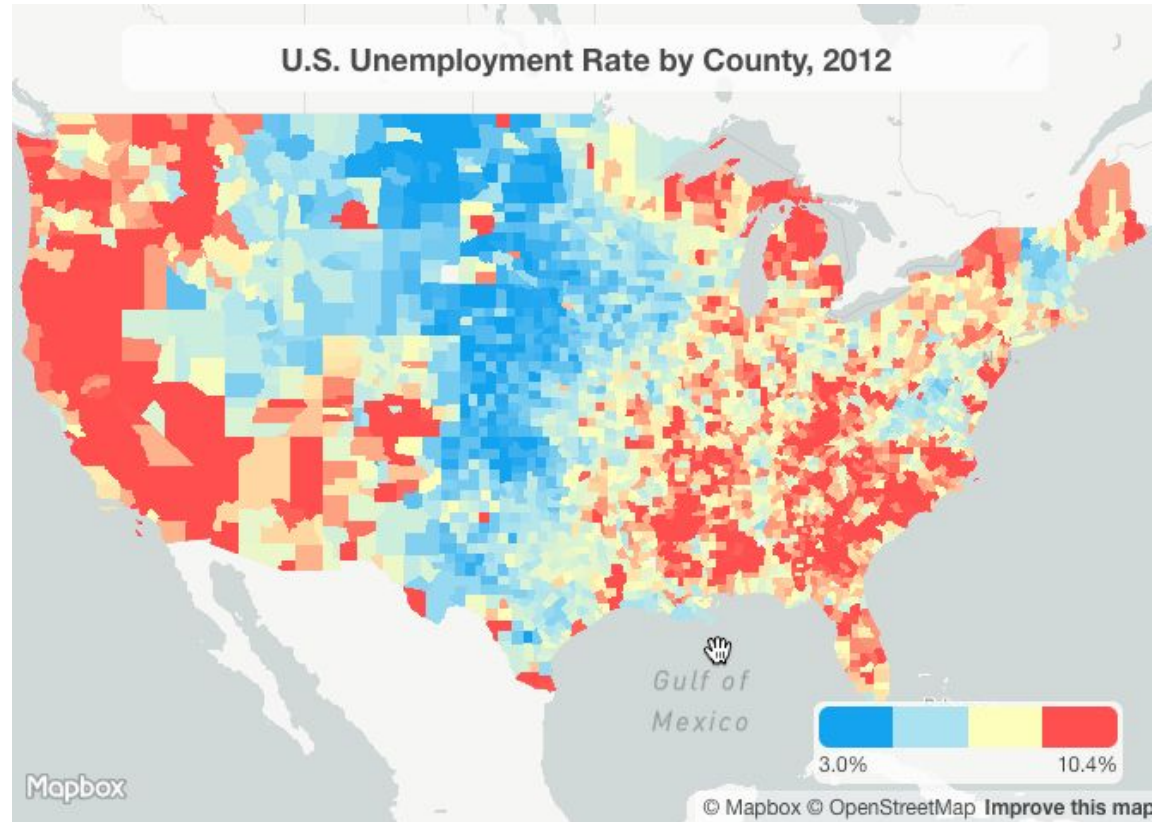 U.S. Unemployment Rate by County, 2012
Gulf of
Mexico
3.0%
10.4%
Mapbox
© Mapbox © OpenStreetMap Improve this map